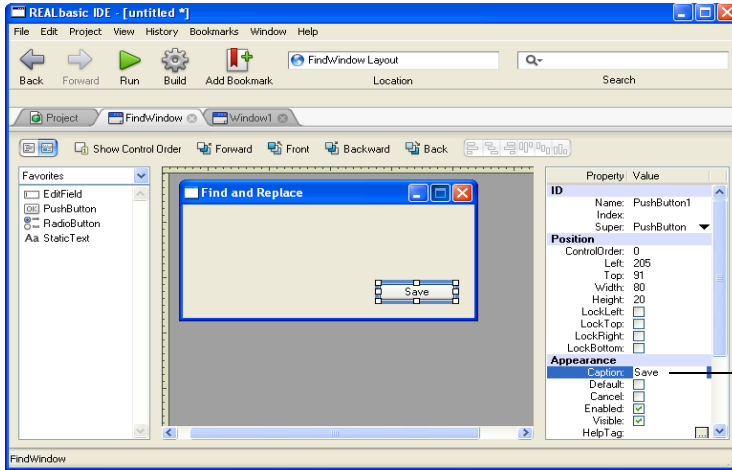 REALbasic IDE - [untitled *]
File Edit Project View History Bookmarks Window Help
FindWindow Layout
Back Forward Run Build Add Bookmark Location Search
Project FindWindow Window1
Show Control Order Forward Front Backward Back
Favorites
EditField
OK PushButton
RadioButton
Aa StaticText
Find and Replace
Save
Property Value
ID
Name: PushButton1
Index:
Super: PushButton
Position
ControlOrder: 0
Left: 205
Top: 91
Width: 80
Height: 20
LockLeft:
LockTop:
LockRight:
LockBottom:
Appearance
Caption: Save
Default:
Cancel:
Enabled:
Visible:
HelpTag: ...
FindWindow